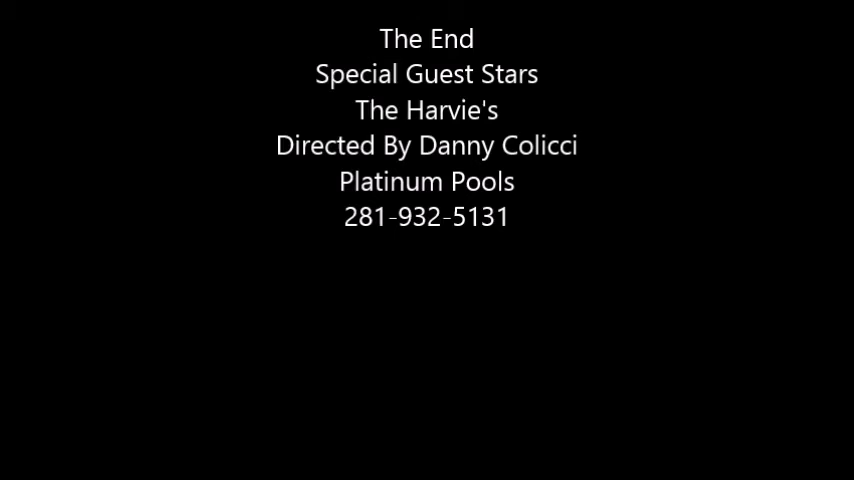 The End
Special Guest Stars
The Harvie's
Directed By Danny Colicci
Platinum Pools
281-932-5131